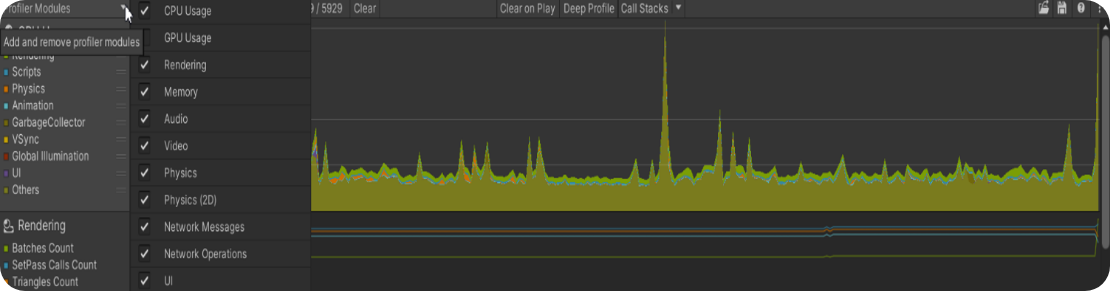 rofiler Modules
9 / 5929
Clear
Clear on Play
Deep Profile
Call Stacks
Add and remove profiler modules
Rendering
Scripts
Physics
Animation
GarbageCollector
VSync
Global Illumination
UI
Others
Rendering
Batches Count
SetPass Calls Count
Triangles Count
CPU Usage
GPU Usage
Rendering
Memory
Audio
Video
Physics
Physics (2D)
Network Messages
Network Operations
UI